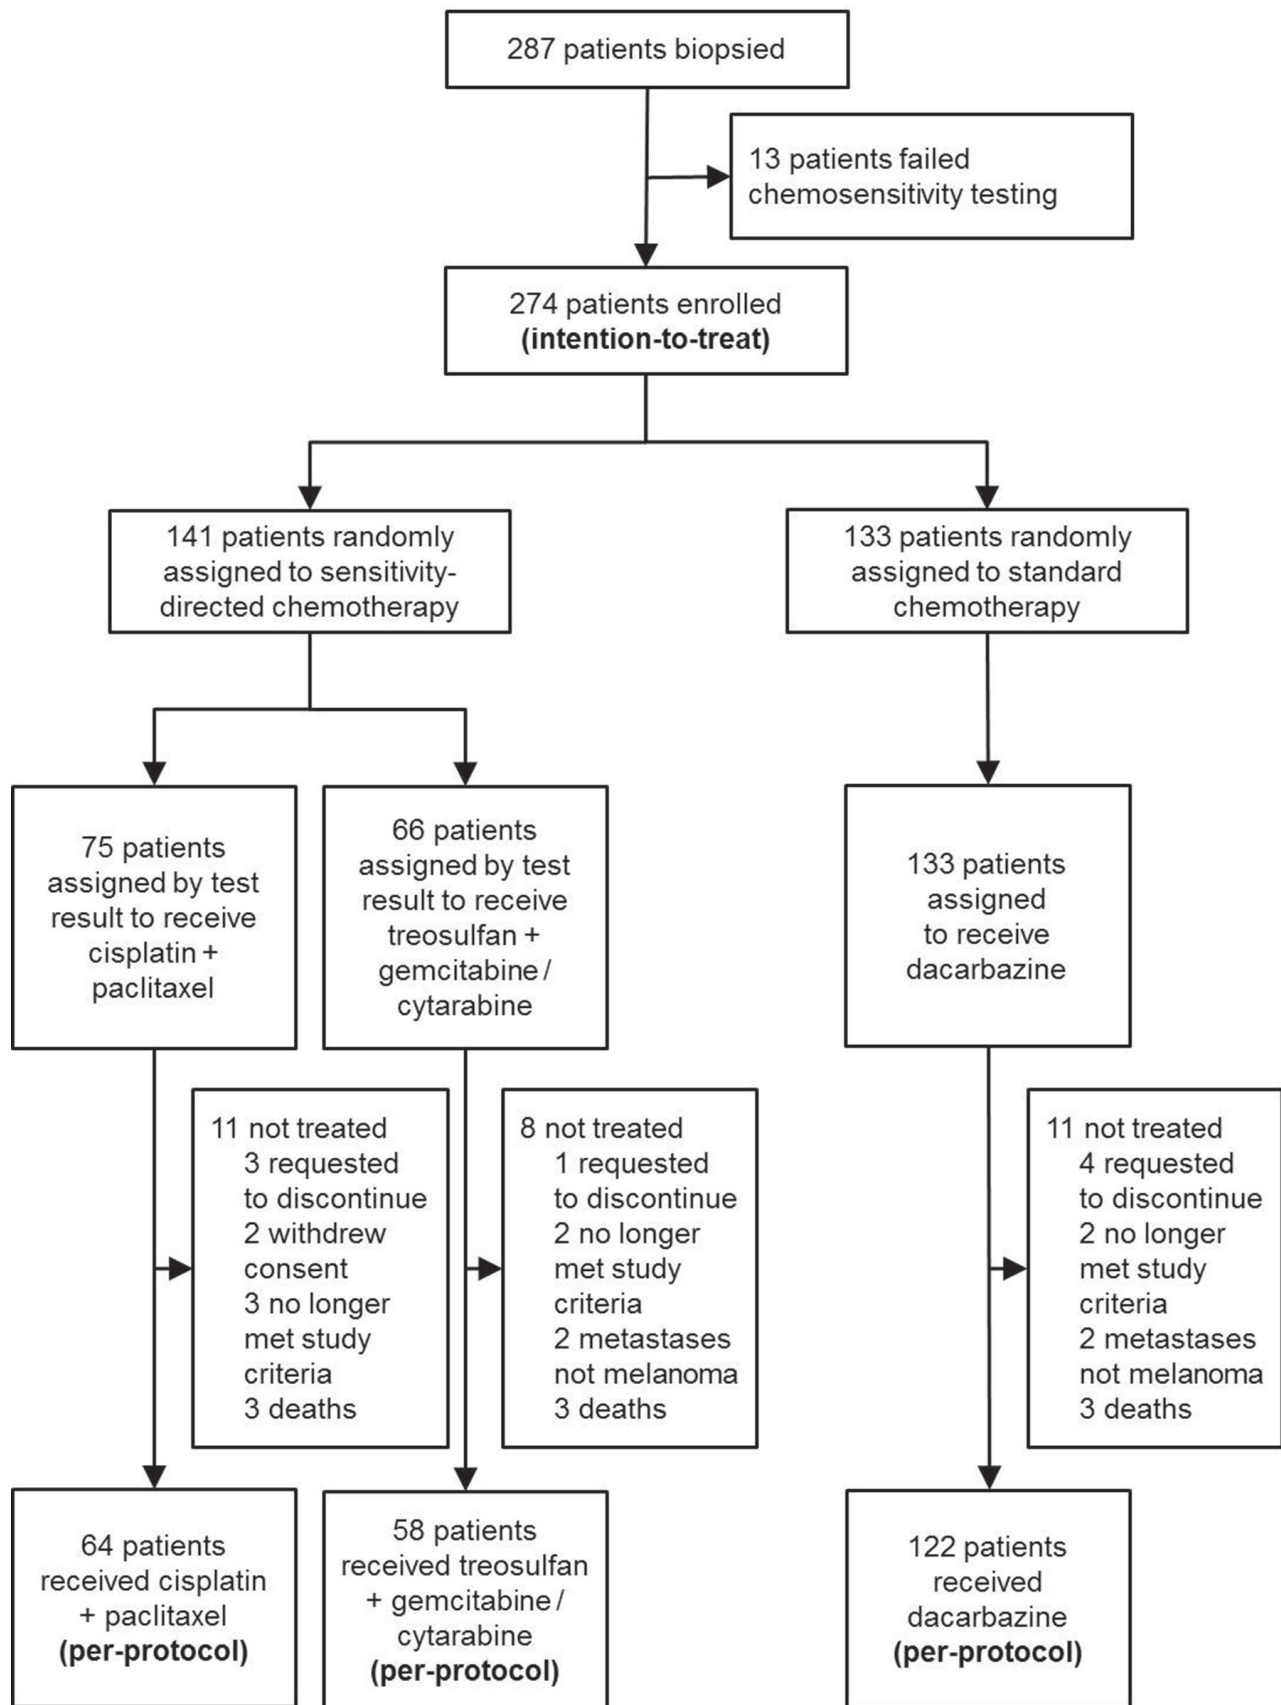 287 patients biopsied
13 patients failed
chemosensitivity testing
274 patients enrolled
(intention-to-treat)
141 patients randomly
assigned to sensitivity-
directed chemotherapy
133 patients randomly
assigned to standard
chemotherapy
75 patients
assigned by test
result to receive
cisplatin +
paclitaxel
66 patients
assigned by test
result to receive
treosulfan +
gemcitabine /
cytarabine
133 patients
assigned
to receive
dacarbazine
11 not treated
3 requested
to discontinue
2 withdrew
consent
3 no longer
met study
criteria
3 deaths
8 not treated
1 requested
to discontinue
2 no longer
met study
criteria
2 metastases
not melanoma
3 deaths
11 not treated
4 requested
to discontinue
2 no longer
met study
criteria
2 metastases
not melanoma
3 deaths
64 patients
received cisplatin
+ paclitaxel
(per-protocol)
58 patients
received treosulfan
+ gemcitabine /
cytarabine
(per-protocol)
122 patients
received
dacarbazine
(per-protocol)